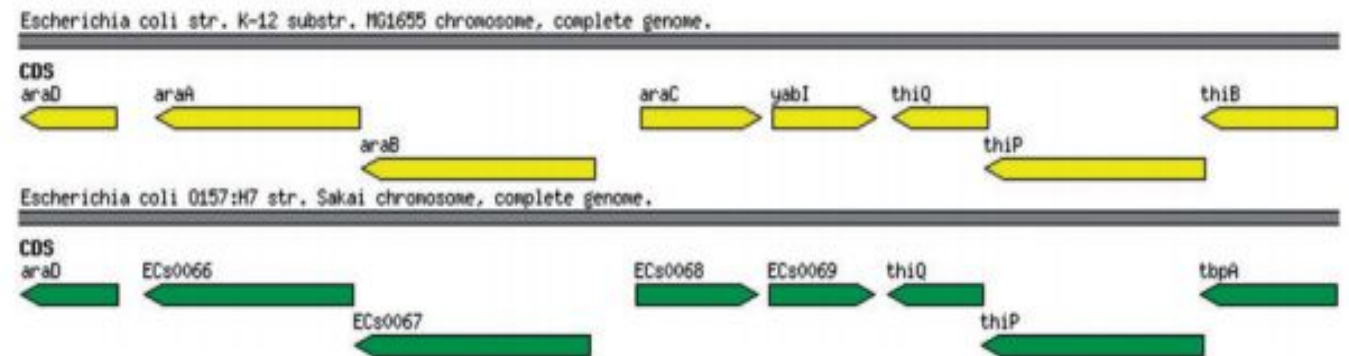 Escherichia coli str. K-12 substr. MG1655 chromosome, complete genome.
CDS
araD araA araC yabI thiQ thiB
araB thiP
Escherichia coli O157:H7 str. Sakai chromosome, complete genome.
CDS
araD ECs0066 ECs0068 ECs0069 thiQ tbpA
ECs0067 thiP